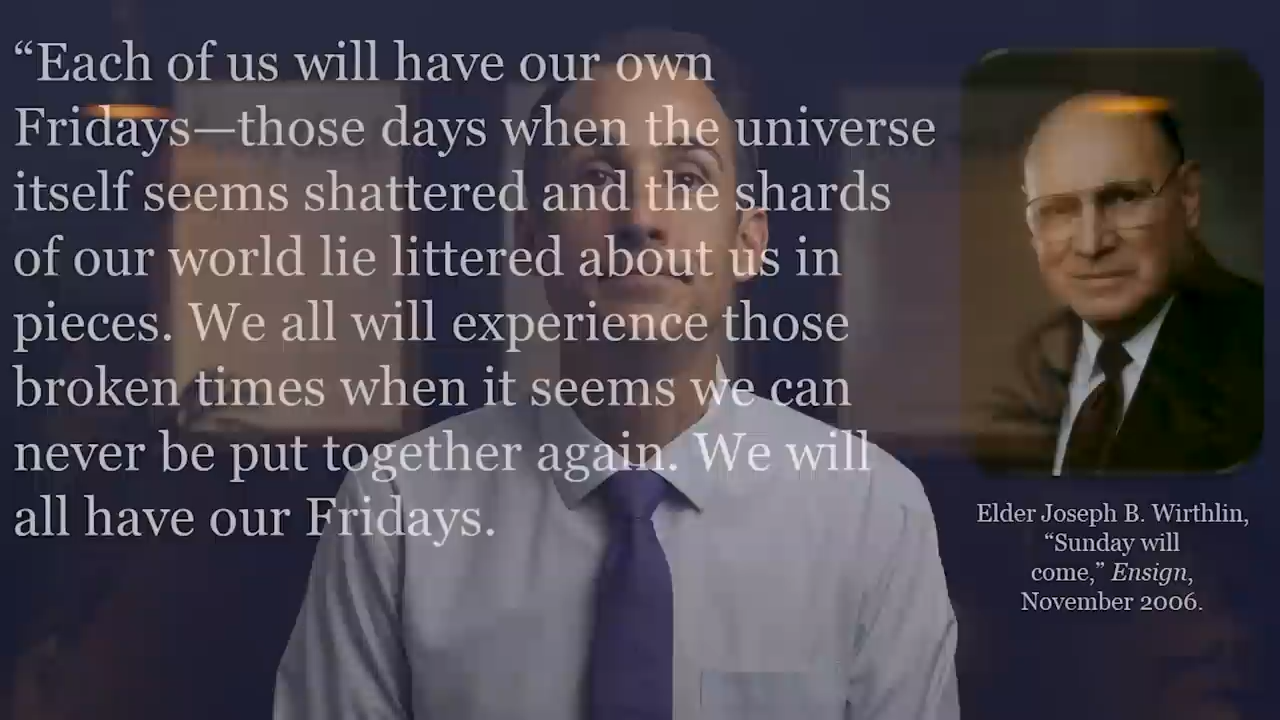 “Each of us will have our own
Fridays—those days when the universe
itself seems shattered and the shards
of our world lie littered about us in
pieces. We all will experience those
broken times when it seems we can
never be put together again. We will
all have our Fridays.
Elder Joseph B. Wirthlin,
“Sunday will
come,” Ensign,
November 2006.